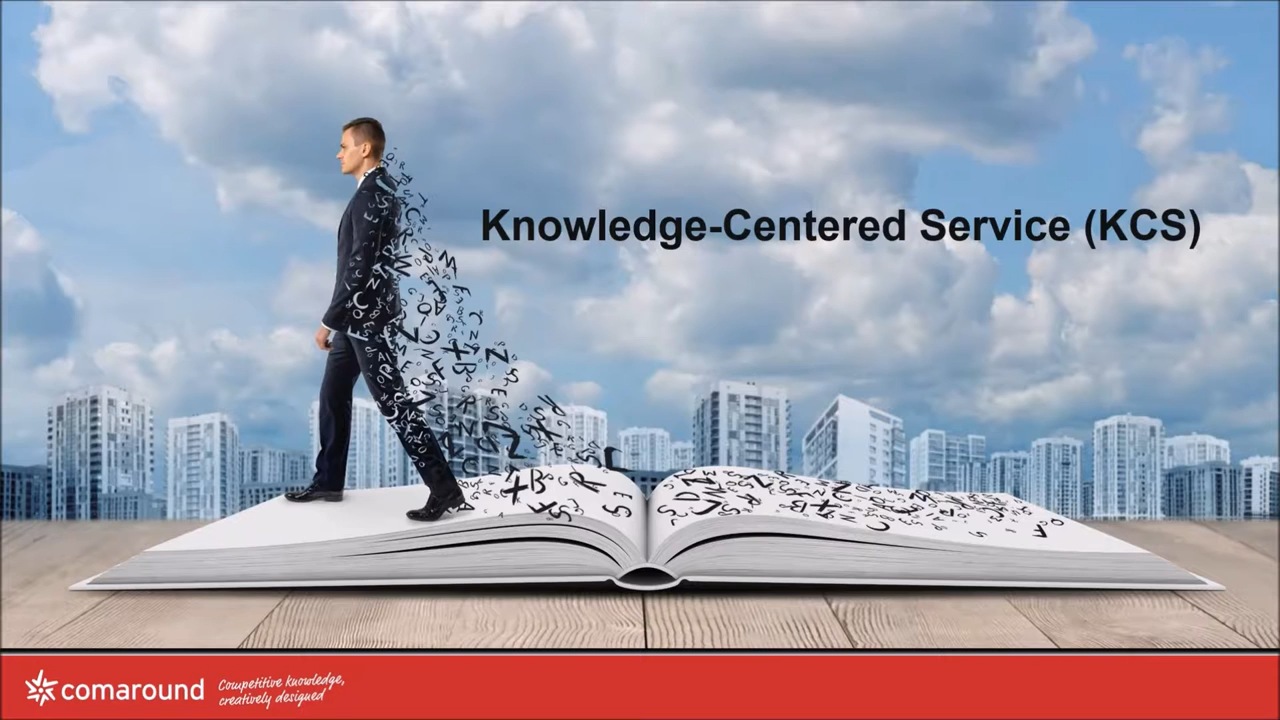 Knowledge-Centered Service (KCS)
comaround
Competitive knowledge,
creatively designed